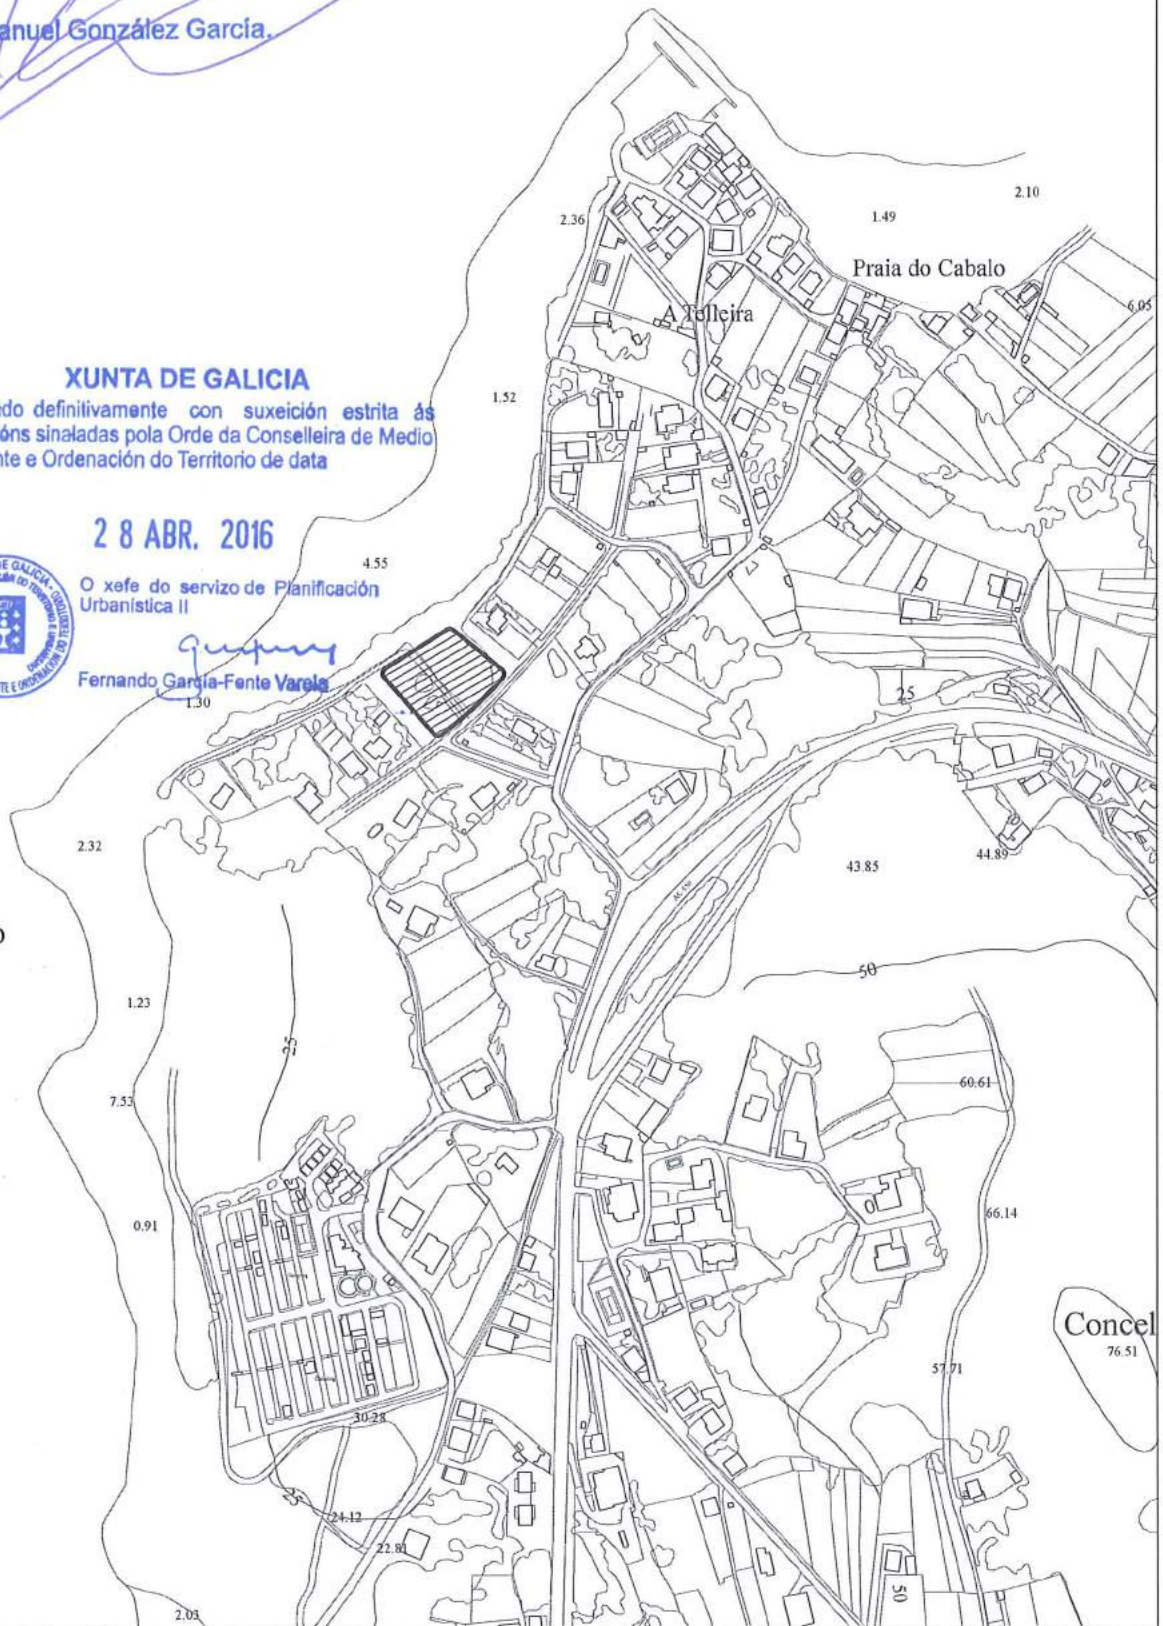 anuel González García.
XUNTA DE GALICIA
do definitivamente con suxeición estrita ás
óns sinaladas pola Orde da Conselleira de Medio
nte e Ordenación do Territorio de data
2 8 ABR. 2016
O xefe do servizo de Planificación
Urbanística II
Fernando García-Fente Varela
2.10
1.49
2.36
Praia do Cabalo
6.05
A Telleira
1.52
4.55
1.30
25
2.32
43.85
44.89
50
1.23
25
7.53
60.61
0.91
66.14
Concel
76.51
57.71
30.28
25
24.12
22.81
50
2.03